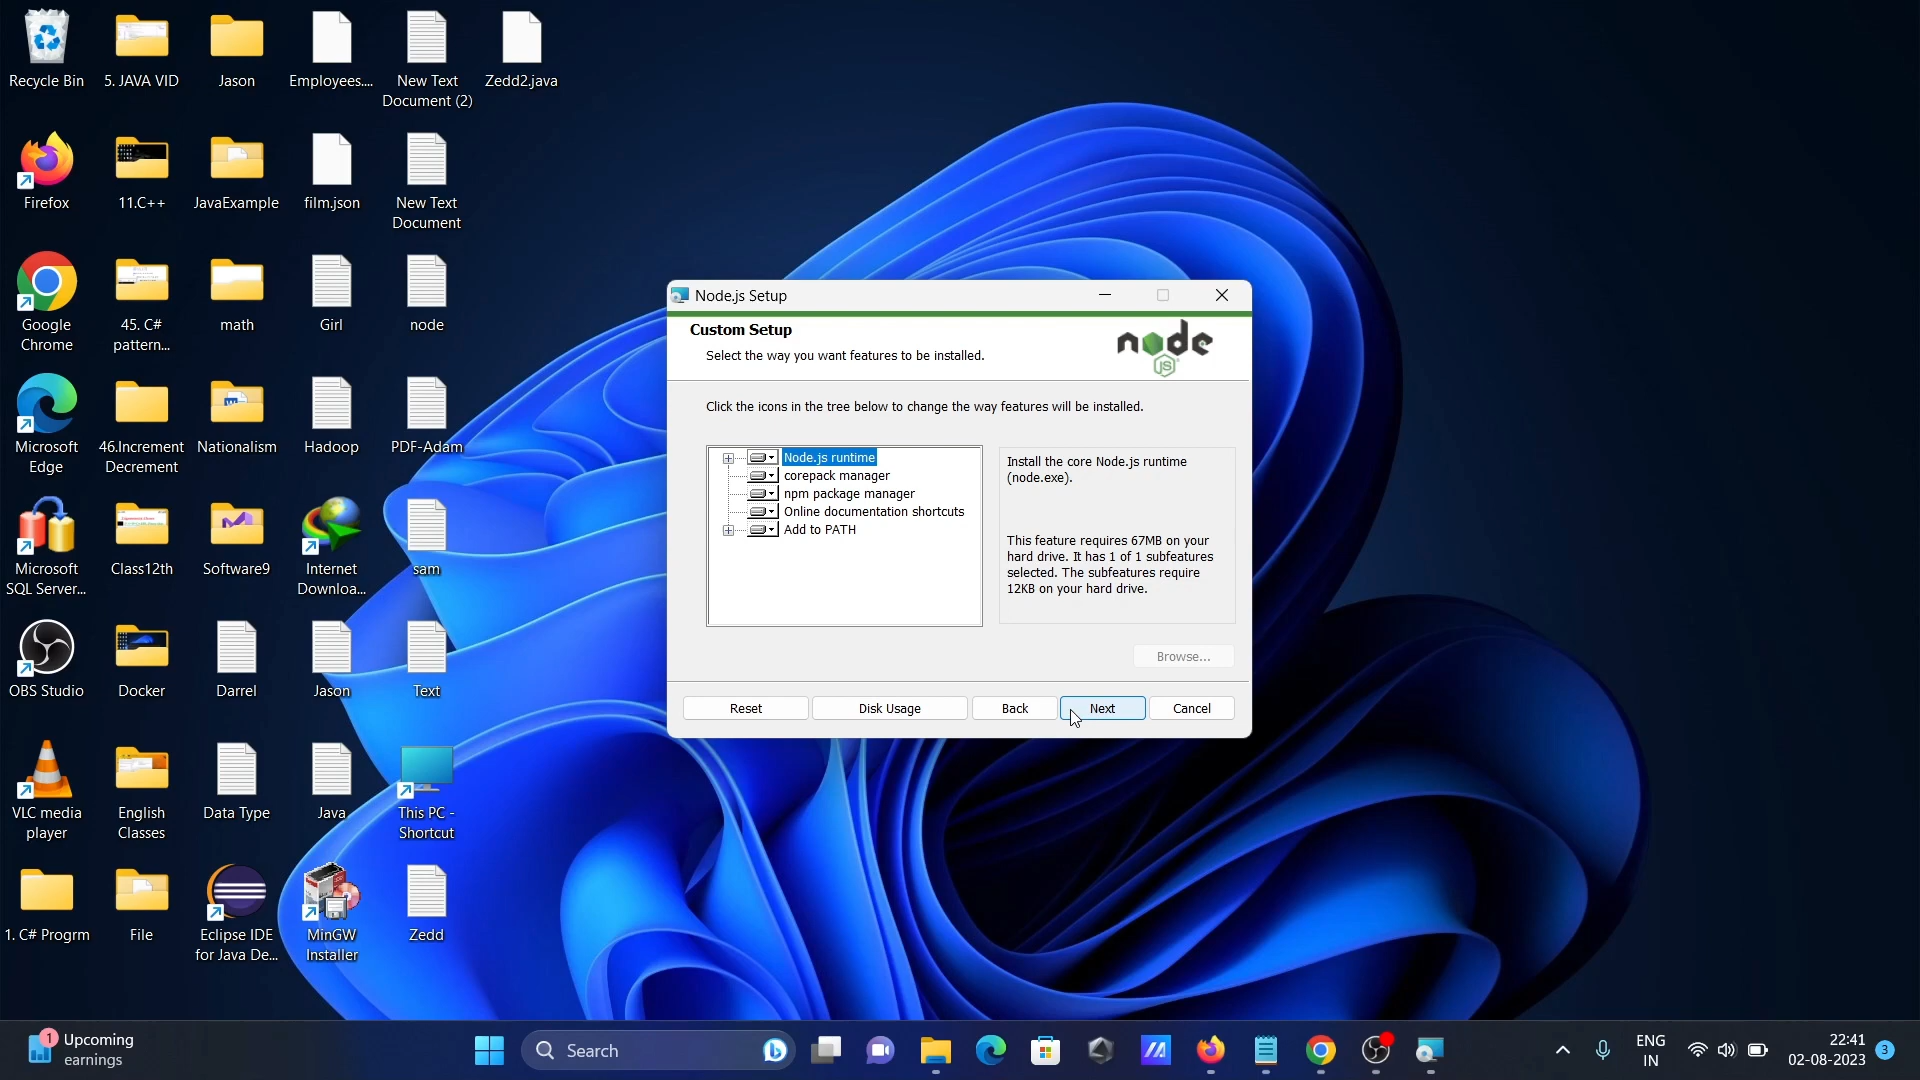 Recycle Bin
5. JAVA VID
Jason
Employees....
New Text
Document (2)
Zedd2.java
Firefox
11.C++
JavaExample
film.json
New Text
Document
Google
Chrome
45. C#
pattern...
math
Girl
node
Microsoft
Edge
46.Increment
Decrement
Nationalism
Hadoop
PDF-Adam
Microsoft
SQL Server...
Class12th
Software9
Internet
Downloa...
sam
OBS Studio
Docker
Darrel
Jason
Text
VLC media
player
English
Classes
Data Type
Java
This PC -
Shortcut
1. C# Progrm
File
Eclipse IDE
for Java De...
MinGW
Installer
Zedd
Node.js Setup
Custom Setup
Select the way you want features to be installed.
node
JS
Click the icons in the tree below to change the way features will be installed.
Node.js runtime
corepack manager
npm package manager
Online documentation shortcuts
Add to PATH
Install the core Node.js runtime
(node.exe).
This feature requires 67MB on your
hard drive. It has 1 of 1 subfeatures
selected. The subfeatures require
12KB on your hard drive.
Browse...
Reset
Disk Usage
Back
Next
Cancel
1
Upcoming
earnings
Search
ENG
IN
22:41
02-08-2023
3